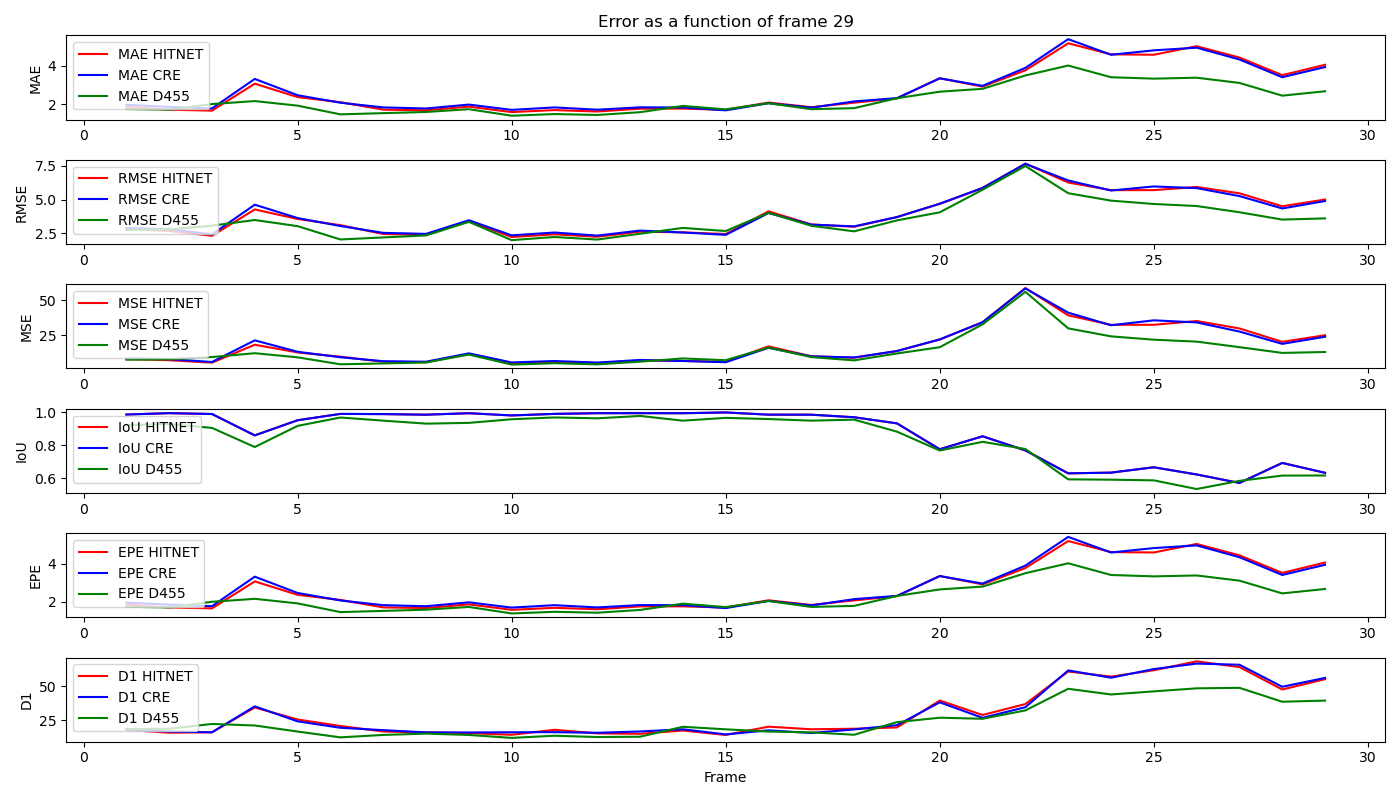 Error as a function of frame 29
MAE
4
2
MAE HITNET
MAE CRE
MAE D455
0 5 10 15 20 25 30
RMSE
7.5
5.0
2.5
RMSE HITNET
RMSE CRE
RMSE D455
0 5 10 15 20 25 30
MSE
50
25
MSE HITNET
MSE CRE
MSE D455
0 5 10 15 20 25 30
IoU
1.0
0.8
0.6
IoU HITNET
IoU CRE
IoU D455
0 5 10 15 20 25 30
EPE
4
2
EPE HITNET
EPE CRE
EPE D455
0 5 10 15 20 25 30
D1
50
25
D1 HITNET
D1 CRE
D1 D455
0 5 10 15 20 25 30
Frame